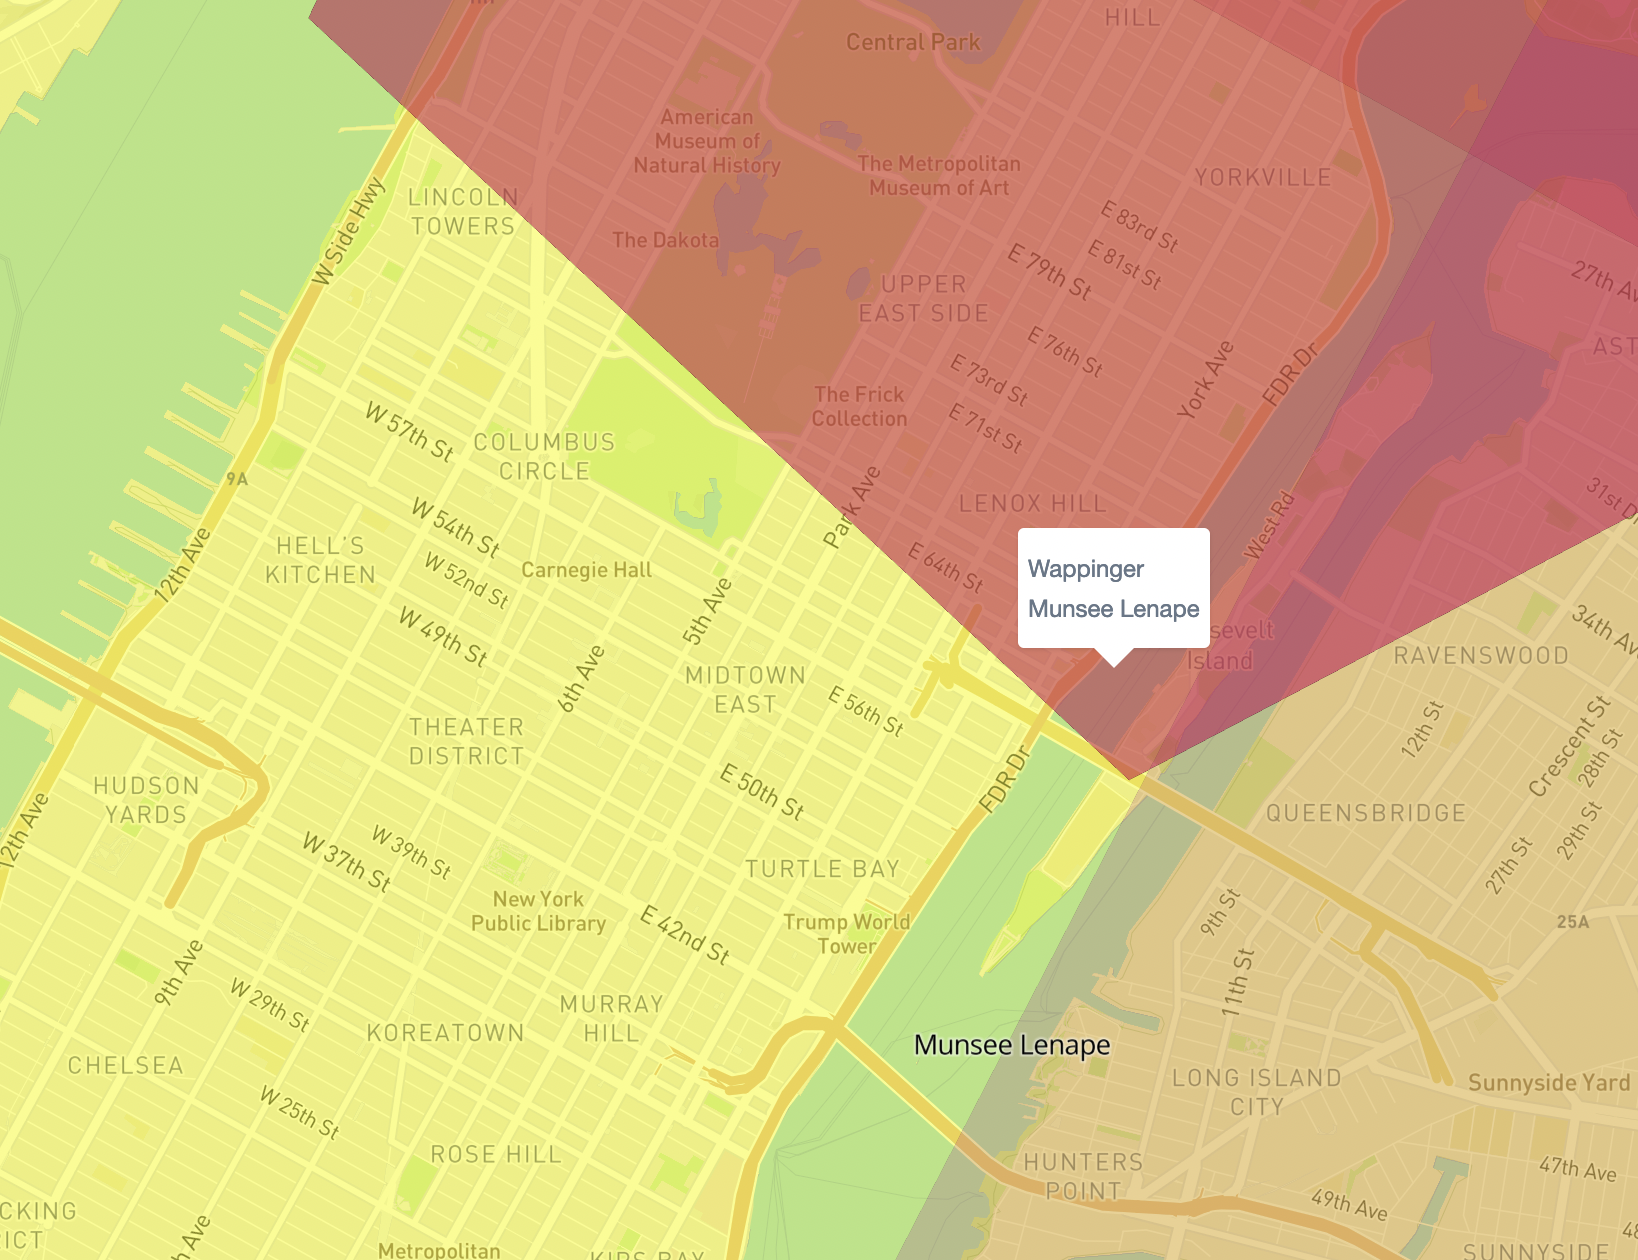 HILL
Central Park
American
Museum of
Natural History
The Metropolitan
Museum of Art
YORKVILLE
LINCOLN
TOWERS
W Side Hwy
The Dakota
E 83rd St
E 81st St
E 79th St
27th Av
UPPER
EAST SIDE
E 76th St
AST
E 73rd St
York Ave
FDR Dr
The Frick
Collection
E 71st St
W 57th St
COLUMBUS
CIRCLE
9A
Park Ave
LENOX HILL
31st D
W 54th St
West Rd
HELL'S
KITCHEN
12th Ave
W 52nd St
Carnegie Hall
E 64th St
Wappinger
Munsee Lenape
5th Ave
W 49th St
sevelt
Island
34th Av
RAVENSWOOD
6th Ave
MIDTOWN
EAST
E 56th St
THEATER
DISTRICT
12th St
Crescent St
28th St
HUDSON
YARDS
E 50th St
FDR Dr
QUEENSBRIDGE
29th St
12th Ave
W 39th St
W 37th St
TURTLE BAY
27th St
New York
Public Library
E 42nd St
Trump World
Tower
9th St
25A
9th Ave
11th St
W 29th St
MURRAY
HILL
KOREATOWN
Munsee Lenape
CHELSEA
LONG ISLAND
CITY
Sunnyside Yard
W 25th St
ROSE HILL
HUNTERS
POINT
47th Ave
49th Ave
CKING
ICT
h Ave
Metropolitan
KIPS BAY
48
SUNNYSIDE